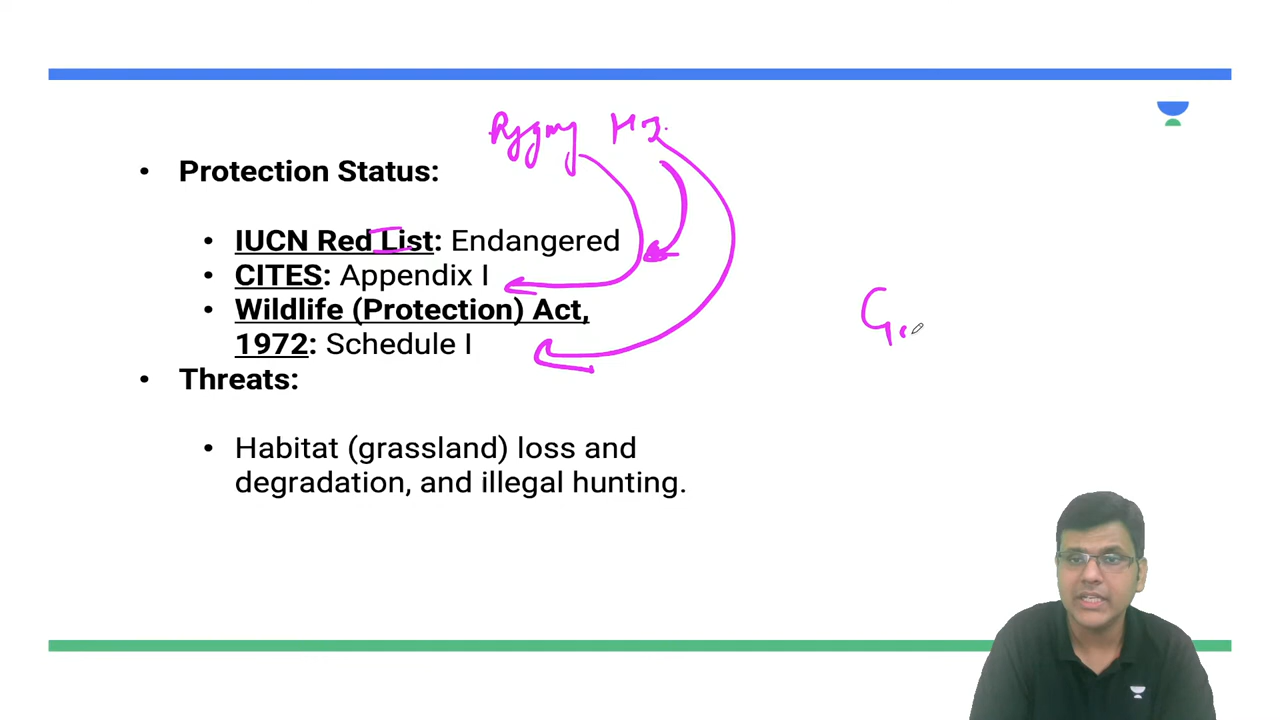 Pygmy H
• Protection Status:
• IUCN Red List: Endangered
• CITES: Appendix I
• Wildlife (Protection) Act,
1972: Schedule I
• Threats:
• Habitat (grassland) loss and
degradation, and illegal hunting.